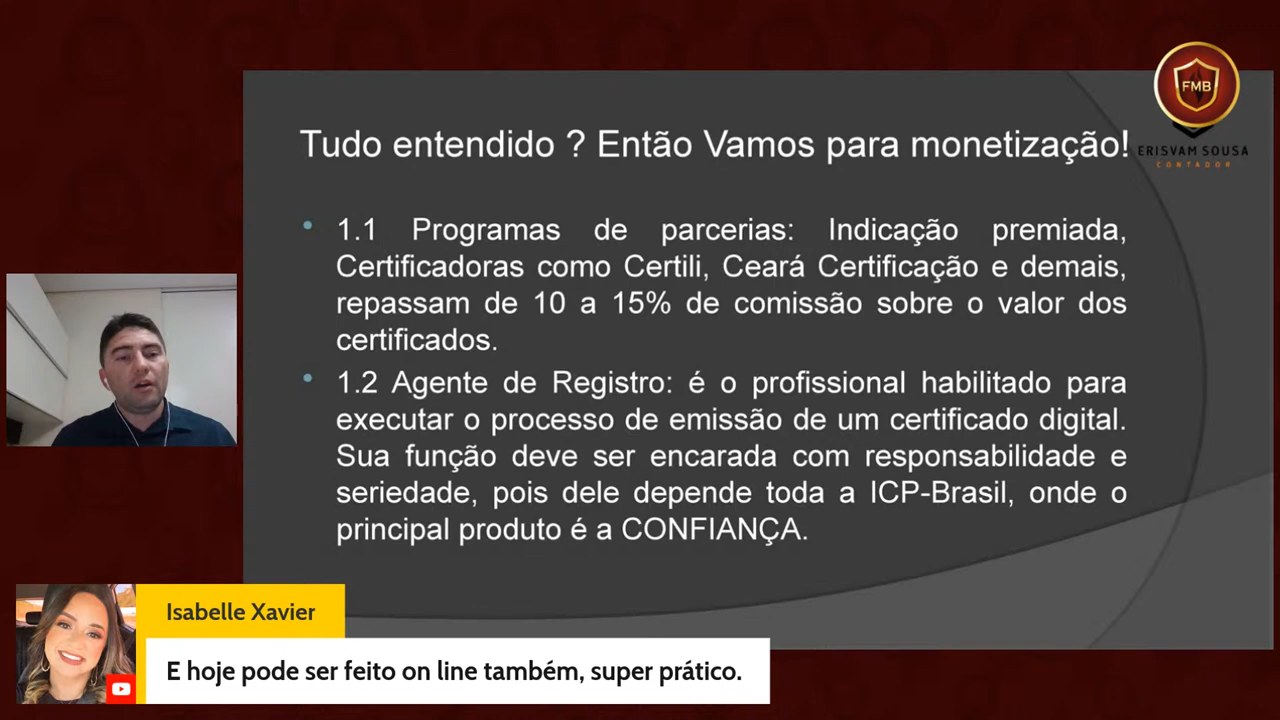 FMB
ERISVAM SOUSA
CONTADOR
Tudo entendido ? Então Vamos para monetização!
• 1.1 Programas de parcerias: Indicação premiada,
Certificadoras como Certili, Ceará Certificação e demais,
repassam de 10 a 15% de comissão sobre o valor dos
certificados.
• 1.2 Agente de Registro: é o profissional habilitado para
executar o processo de emissão de um certificado digital.
Sua função deve ser encarada com responsabilidade e
seriedade, pois dele depende toda a ICP-Brasil, onde o
principal produto é a CONFIANÇA.
Isabelle Xavier
E hoje pode ser feito on line também, super prático.